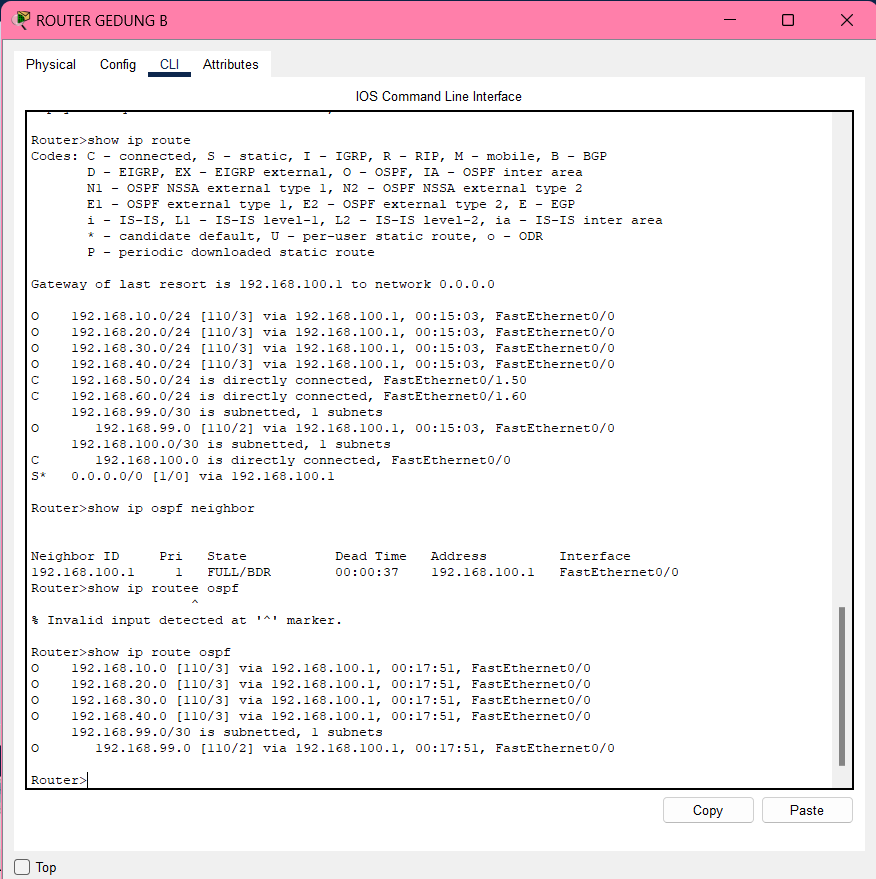 ROUTER GEDUNG B
Physical Config CLI Attributes
IOS Command Line Interface
Router>show ip route
Codes: C - connected, S - static, I - IGRP, R - RIP, M - mobile, B - BGP
       D - EIGRP, EX - EIGRP external, O - OSPF, IA - OSPF inter area
       N1 - OSPF NSSA external type 1, N2 - OSPF NSSA external type 2
       E1 - OSPF external type 1, E2 - OSPF external type 2, E - EGP
       i - IS-IS, L1 - IS-IS level-1, L2 - IS-IS level-2, ia - IS-IS inter area
       * - candidate default, U - per-user static route, o - ODR
       P - periodic downloaded static route
Gateway of last resort is 192.168.100.1 to network 0.0.0.0
O    192.168.10.0/24 [110/3] via 192.168.100.1, 00:15:03, FastEthernet0/0
O    192.168.20.0/24 [110/3] via 192.168.100.1, 00:15:03, FastEthernet0/0
O    192.168.30.0/24 [110/3] via 192.168.100.1, 00:15:03, FastEthernet0/0
O    192.168.40.0/24 [110/3] via 192.168.100.1, 00:15:03, FastEthernet0/0
C    192.168.50.0/24 is directly connected, FastEthernet0/1.50
C    192.168.60.0/24 is directly connected, FastEthernet0/1.60
     192.168.99.0/30 is subnetted, 1 subnets
O       192.168.99.0 [110/2] via 192.168.100.1, 00:15:03, FastEthernet0/0
     192.168.100.0/30 is subnetted, 1 subnets
C       192.168.100.0 is directly connected, FastEthernet0/0
S*   0.0.0.0/0 [1/0] via 192.168.100.1
Router>show ip ospf neighbor
Neighbor ID     Pri   State           Dead Time   Address         Interface
192.168.100.1     1   FULL/BDR        00:00:37    192.168.100.1   FastEthernet0/0
Router>show ip routee ospf
                    ^
% Invalid input detected at '^' marker.
Router>show ip route ospf
O    192.168.10.0 [110/3] via 192.168.100.1, 00:17:51, FastEthernet0/0
O    192.168.20.0 [110/3] via 192.168.100.1, 00:17:51, FastEthernet0/0
O    192.168.30.0 [110/3] via 192.168.100.1, 00:17:51, FastEthernet0/0
O    192.168.40.0 [110/3] via 192.168.100.1, 00:17:51, FastEthernet0/0
     192.168.99.0/30 is subnetted, 1 subnets
O       192.168.99.0 [110/2] via 192.168.100.1, 00:17:51, FastEthernet0/0
Router>
Copy Paste
Top